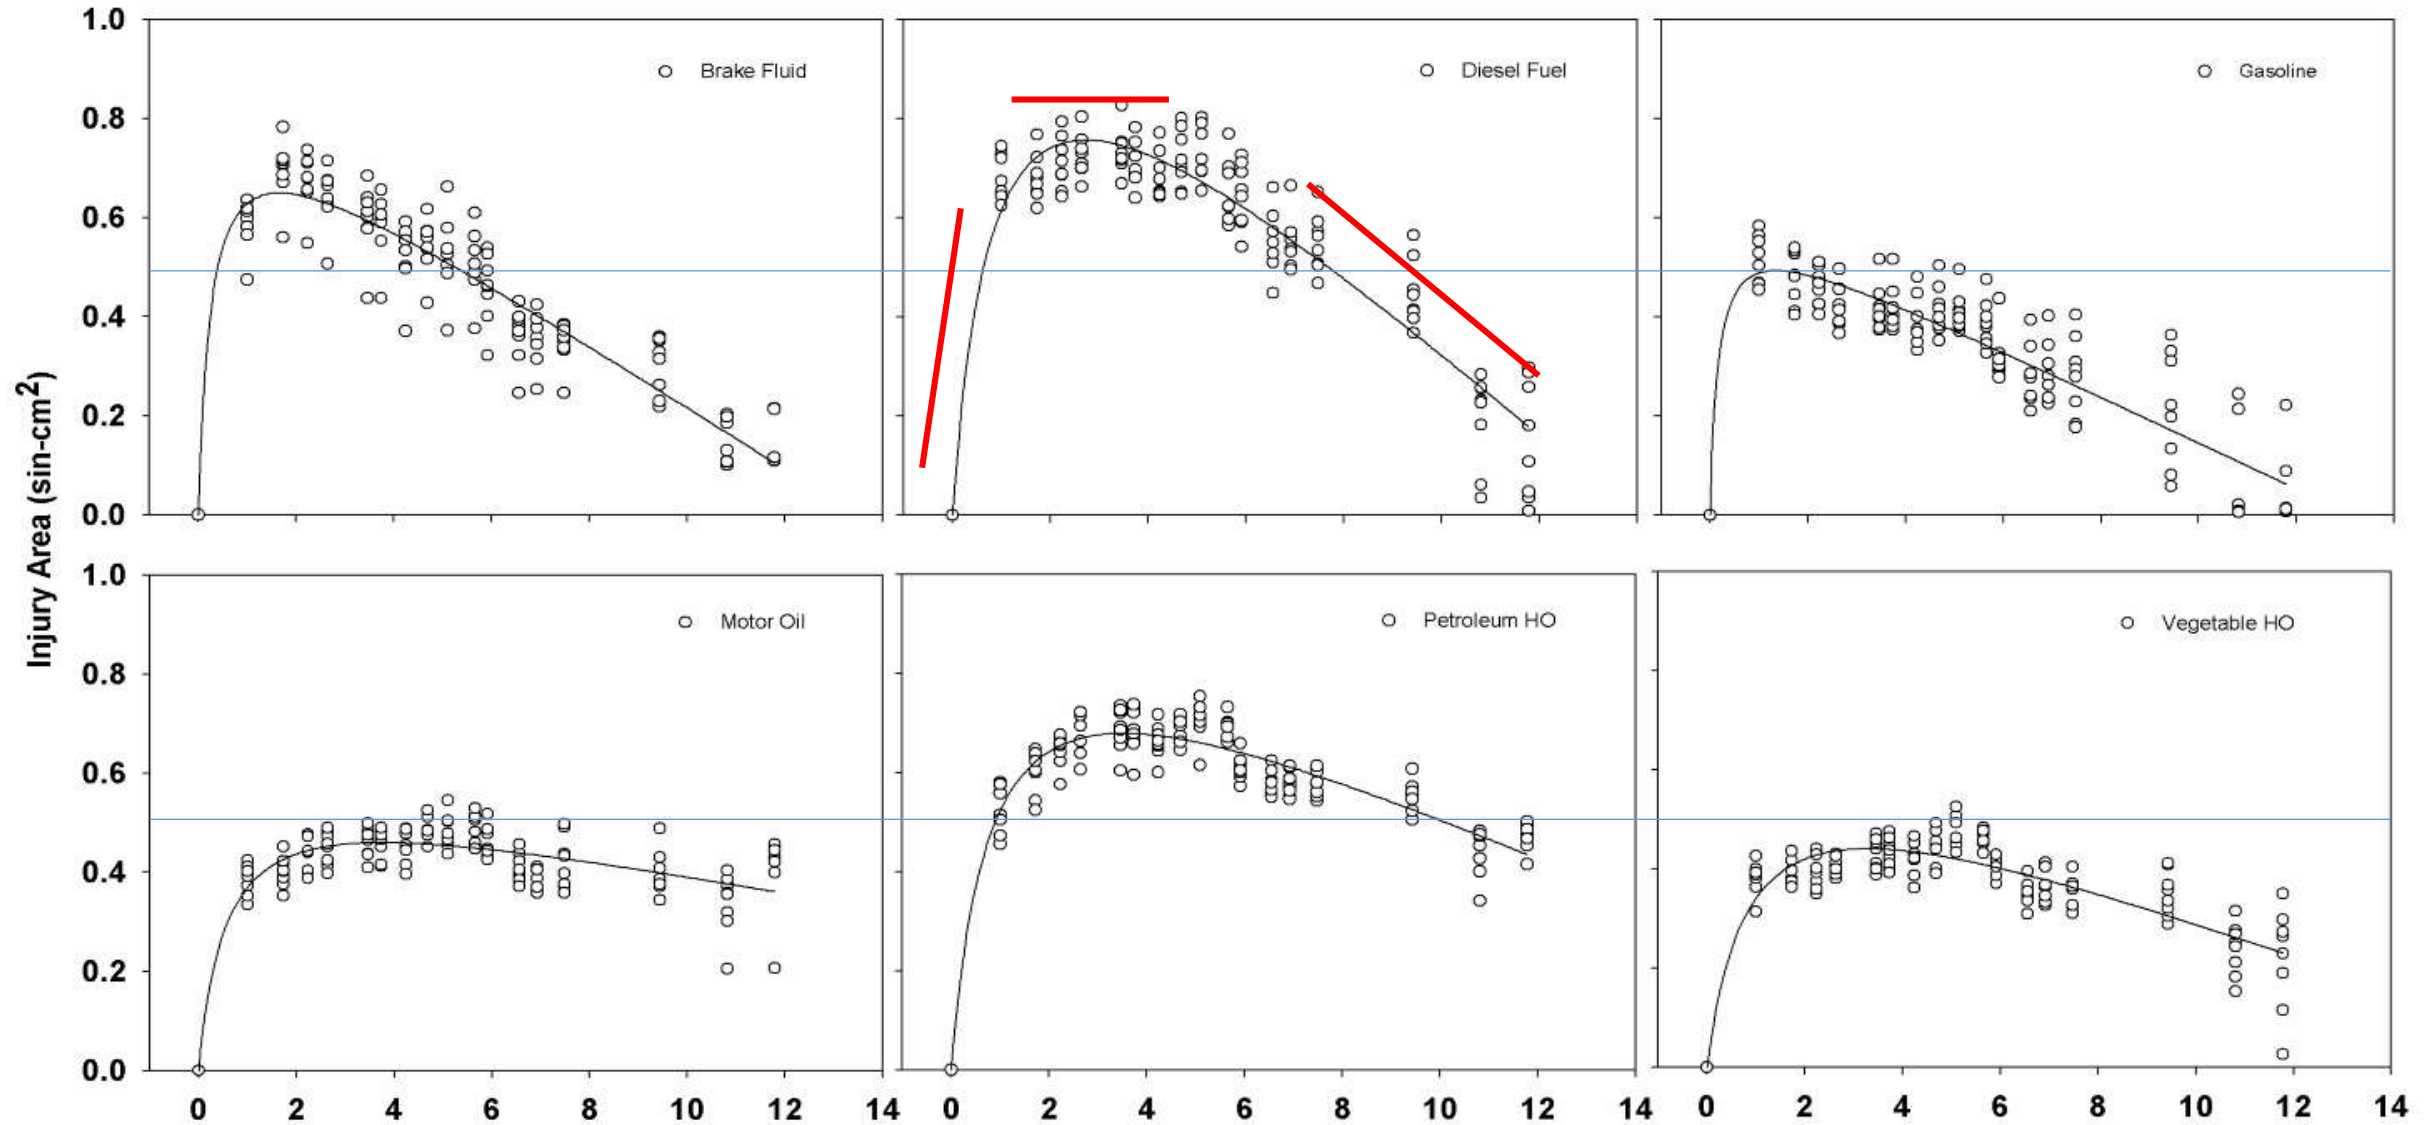 1.0
Brake Fluid
Diesel Fuel
Gasoline
0.8
0.6
0.4
0.2
0.0
Injury Area (sin-cm²)
1.0
Motor Oil
Petroleum HO
Vegetable HO
0.8
0.6
0.4
0.2
0.0
0 2 4 6 8 10 12 14 0 2 4 6 8 10 12 14 0 2 4 6 8 10 12 14